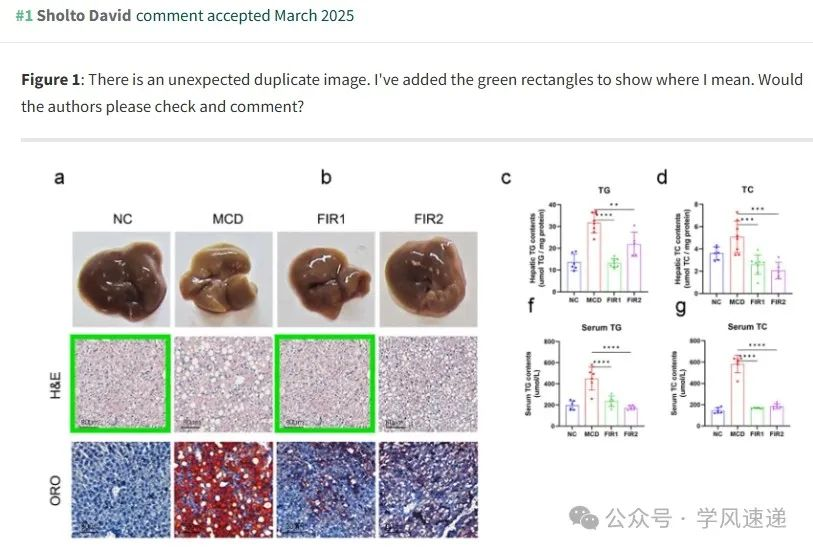 #1 Sholto David comment accepted March 2025
Figure 1: There is an unexpected duplicate image. I've added the green rectangles to show where I mean. Would
the authors please check and comment?
a
b
c
d
NC
MCD
FIR1
FIR2
H&E
ORO
TG
Hepatic TG contents
(umol TG / mg protein)
40
30
20
10
0
**
***
NC
MCD
FIR1
FIR2
TC
Hepatic TC contents
(umol TC / mg protein)
8
6
4
2
0
***
***
NC
MCD
FIR1
FIR2
f
Serum TG
Serum TG contents
(umol/L)
800
600
400
200
0
****
****
NC
MCD
FIR1
FIR2
g
Serum TC
Serum TC contents
(umol/L)
800
600
400
200
0
****
****
NC
MCD
FIR1
FIR2
公众号 · 学风速递